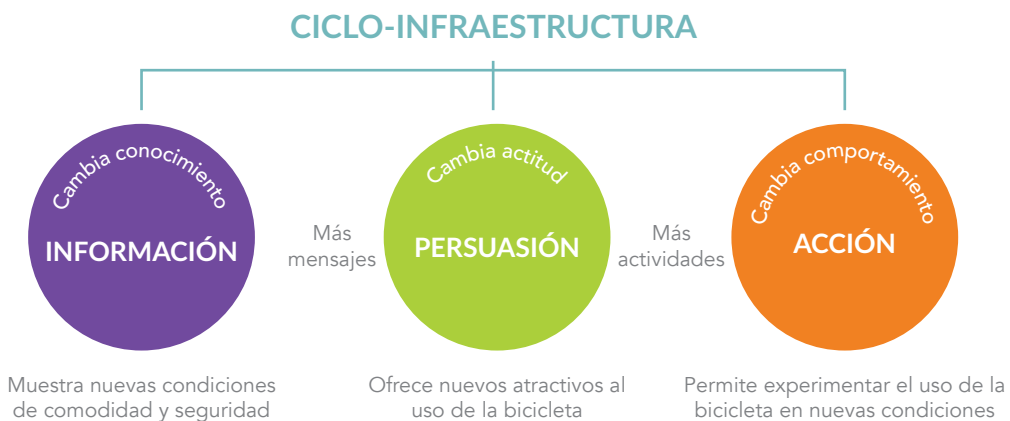 CICLO-INFRAESTRUCTURA
Cambia conocimiento
INFORMACIÓN
Más
mensajes
Cambia actitud
PERSUASIÓN
Más
actividades
Cambia comportamiento
ACCIÓN
Muestra nuevas condiciones
de comodidad y seguridad
Ofrece nuevos atractivos al
uso de la bicicleta
Permite experimentar el uso de la
bicicleta en nuevas condiciones